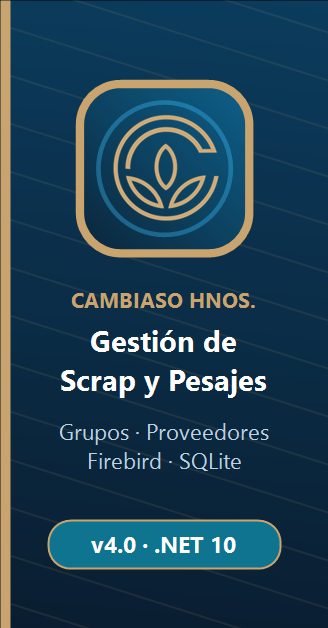 CAMBIASO HNOS.
Gestión de
Scrap y Pesajes
Grupos · Proveedores
Firebird · SQLite
v4.0 · .NET 10